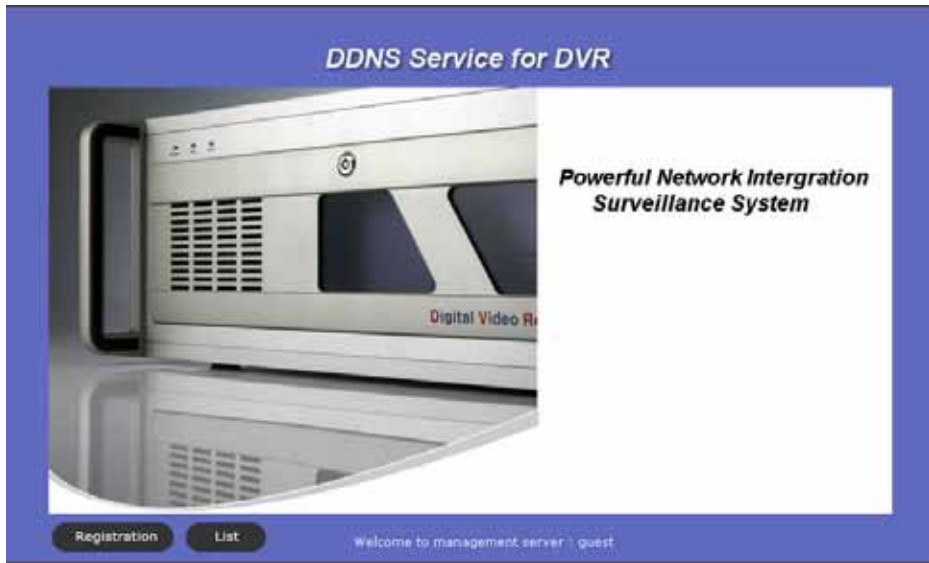 DDNS Service for DVR
Powerful Network Intergration
Surveillance System
Digital Video
Registration
List
Welcome to management server : guest